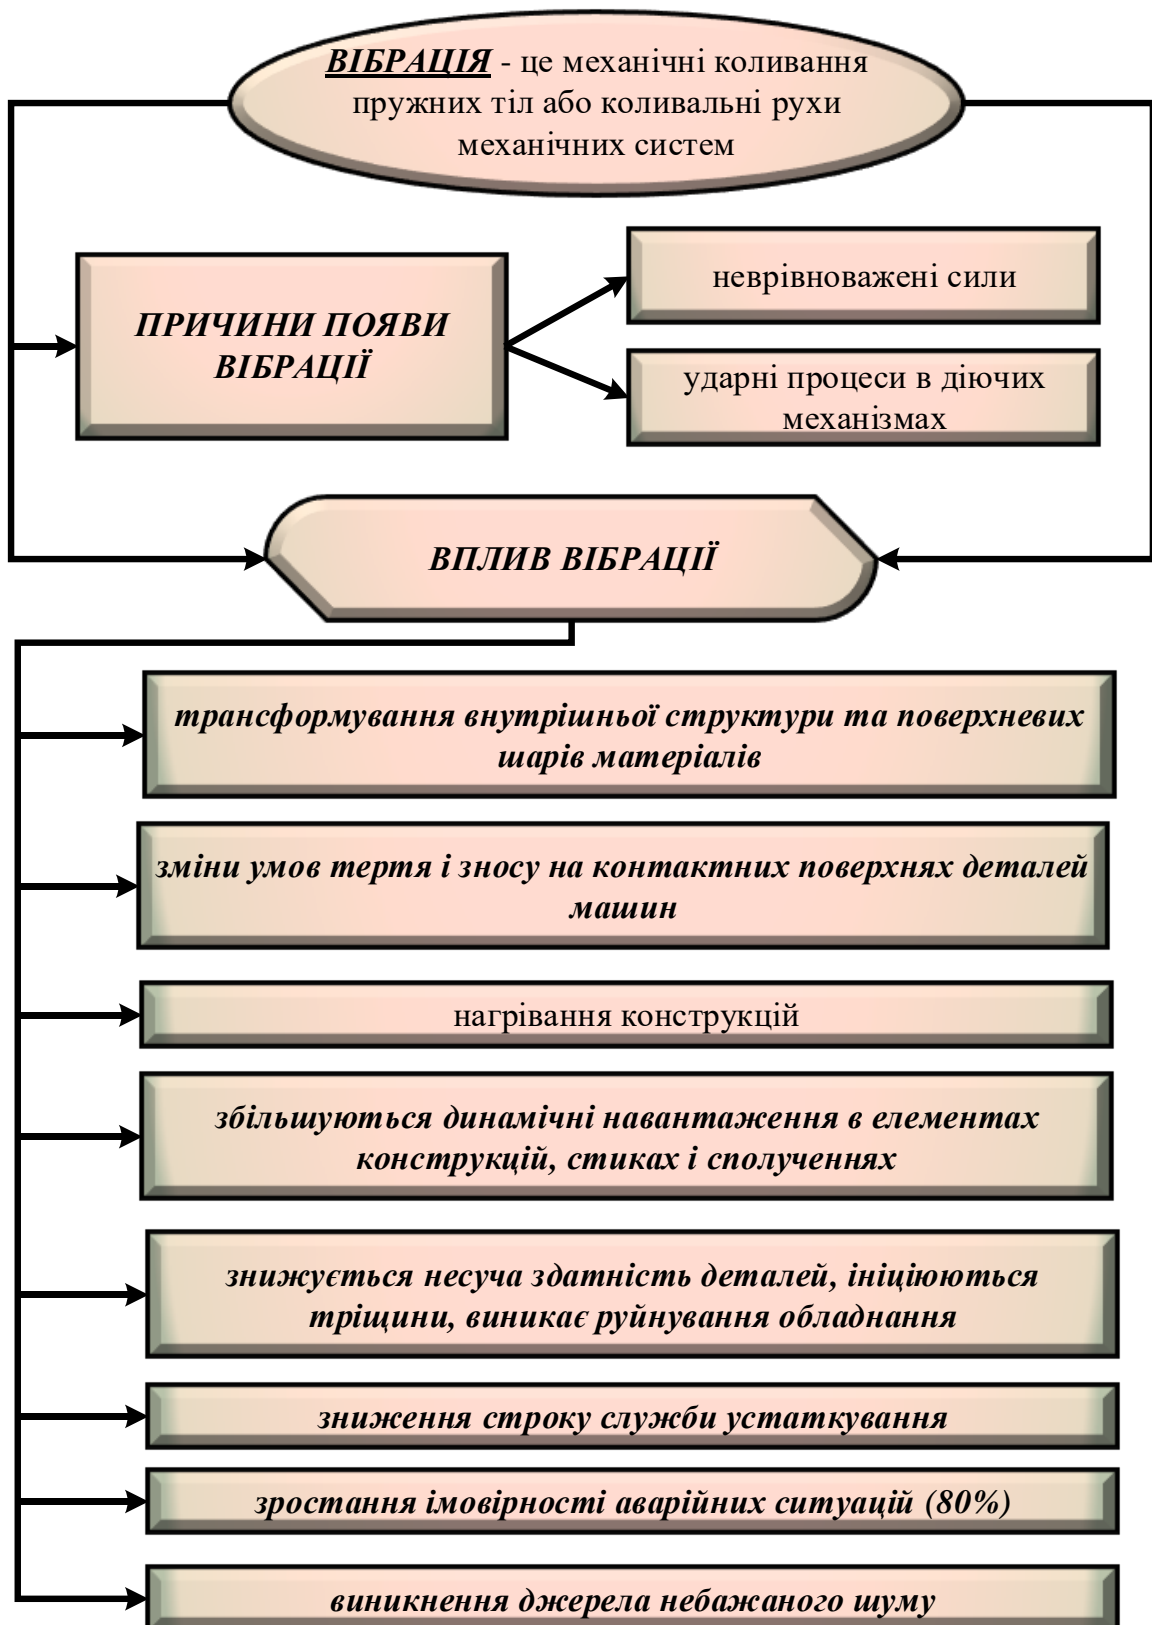 ВІБРАЦІЯ - це механічні коливання
пружних тіл або коливальні рухи
механічних систем
ПРИЧИНИ ПОЯВИ
ВІБРАЦІЇ
неврівноважені сили
ударні процеси в діючих
механізмах
ВПЛИВ ВІБРАЦІЇ
трансформування внутрішньої структури та поверхневих
шарів матеріалів
зміни умов тертя і зносу на контактних поверхнях деталей
машин
нагрівання конструкцій
збільшуються динамічні навантаження в елементах
конструкцій, стиках і сполученнях
знижується несуча здатність деталей, ініціюються
тріщини, виникає руйнування обладнання
зниження строку служби устаткування
зростання імовірності аварійних ситуацій (80%)
виникнення джерела небажаного шуму